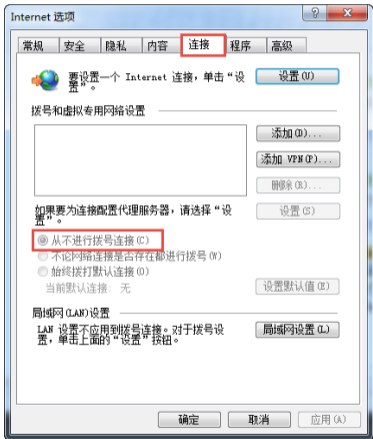 Internet 选项
常规 安全 隐私 内容 连接 程序 高级
要设置一个 Internet 连接，单击“设置”。
设置(U)
拨号和虚拟专用网络设置
添加(D)...
添加 VPN(P)...
删除(R)...
如果要为连接配置代理服务器，请选择“设置”。
设置(S)
从不进行拨号连接(C)
不论网络连接是否存在都进行拨号(W)
始终拨打默认连接(O)
当前默认连接: 无
设置默认值(E)
局域网(LAN)设置
LAN 设置不应用到拨号连接。对于拨号设置，单击上面的“设置”按钮。
局域网设置(L)
确定 取消 应用(A)